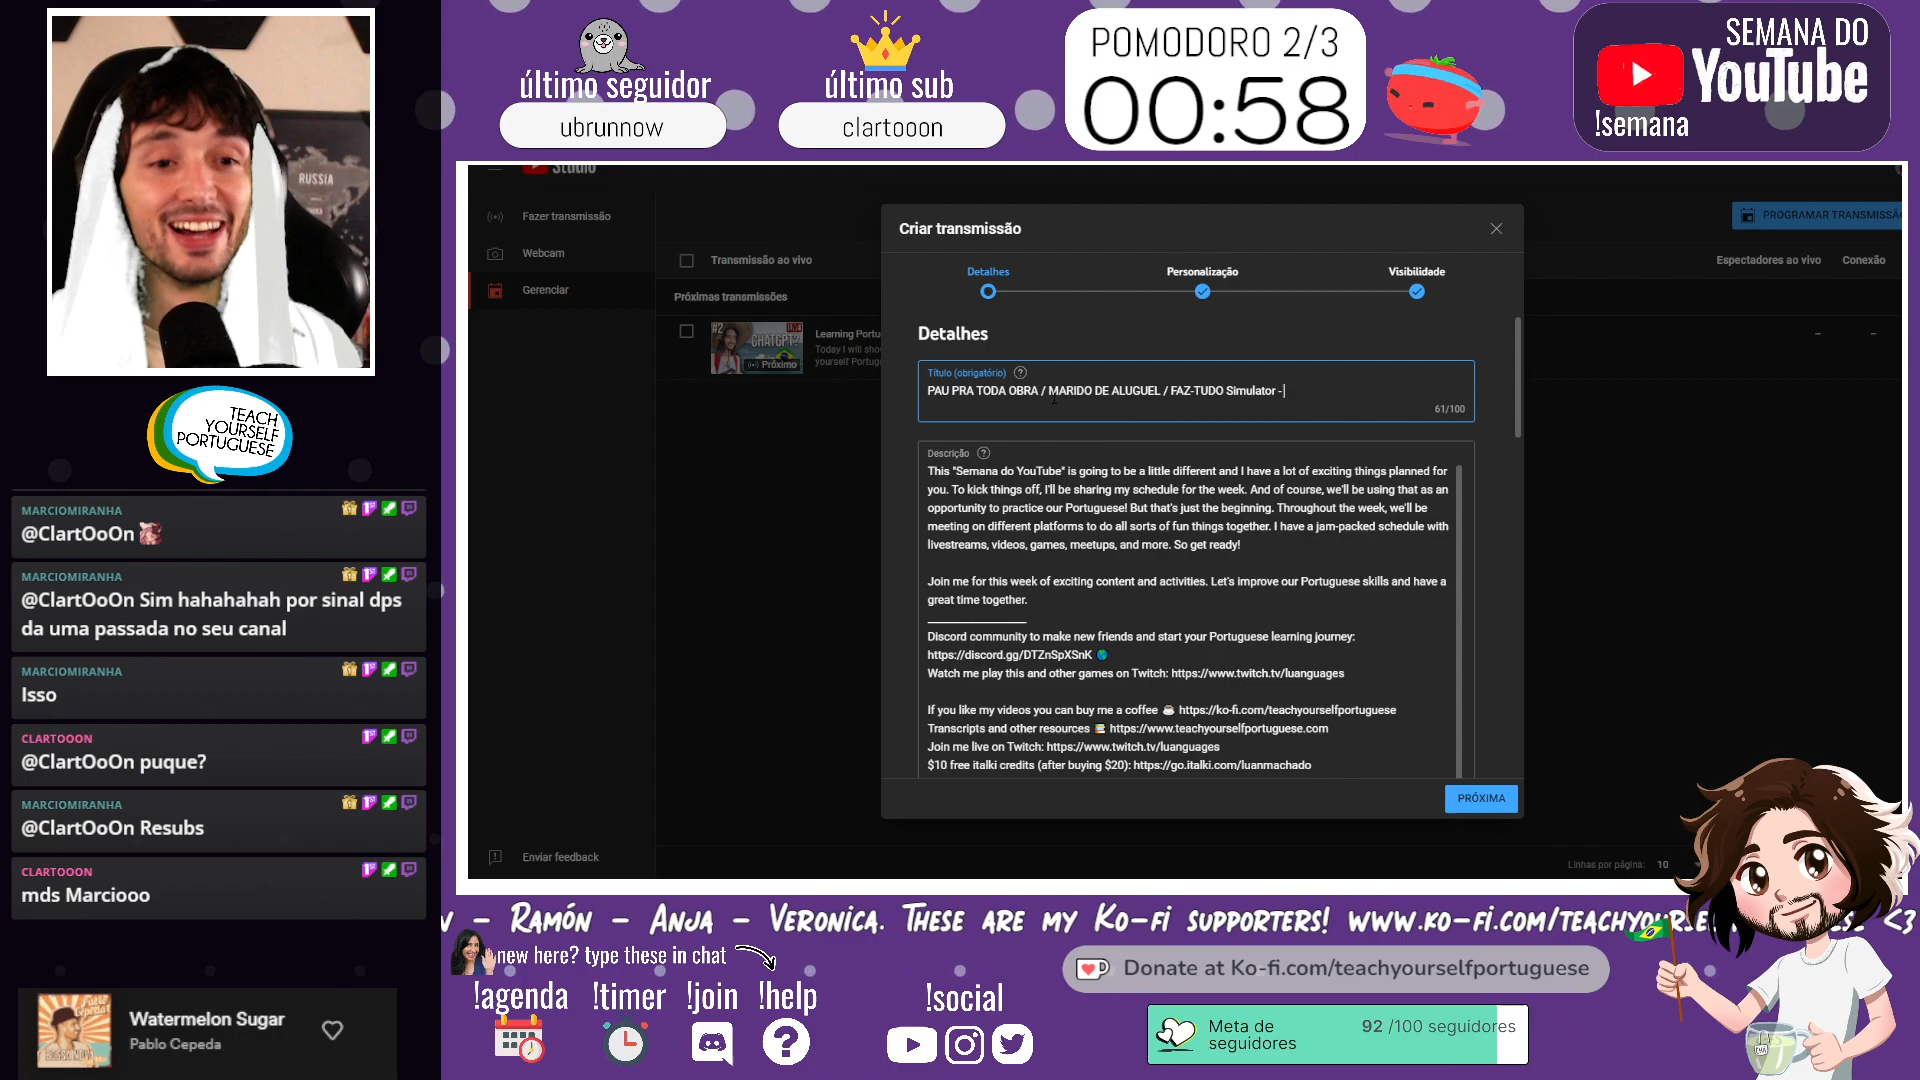 RUSSIA
TEACH
YOURSELF
PORTUGUESE
MARCIOMIRANHA
@ClartOoOn
MARCIOMIRANHA
@ClartOoOn Sim hahahahah por sinal dps
da uma passada no seu canal
MARCIOMIRANHA
Isso
CLARTOOON
@ClartOoOn puque?
MARCIOMIRANHA
@ClartOoOn Resubs
CLARTOOON
mds Marciooo
Watermelon Sugar
Pablo Cepeda
último seguidor
ubrunnow
último sub
clartooon
POMODORO 2/3
00:58
SEMANA DO
YouTube
!semana
Studio
Fazer transmissão
Webcam
Gerenciar
Enviar feedback
Transmissão ao vivo
Próximas transmissões
#2
LIVE
CHATGPT?
Próximo
Learning Portu
Today I will sho
yourself Portug
PROGRAMAR TRANSMISSÃO
Espectadores ao vivo
Conexão
Linhas por página:
10
Criar transmissão
Detalhes
Personalização
Visibilidade
Detalhes
Título (obrigatório)
PAU PRA TODA OBRA / MARIDO DE ALUGUEL / FAZ-TUDO Simulator -
61/100
Descrição
This "Semana do YouTube" is going to be a little different and I have a lot of exciting things planned for
you. To kick things off, I'll be sharing my schedule for the week. And of course, we'll be using that as an
opportunity to practice our Portuguese! But that's just the beginning. Throughout the week, we'll be
meeting on different platforms to do all sorts of fun things together. I have a jam-packed schedule with
livestreams, videos, games, meetups, and more. So get ready!
Join me for this week of exciting content and activities. Let's improve our Portuguese skills and have a
great time together.
Discord community to make new friends and start your Portuguese learning journey:
https://discord.gg/DTZnSpXSnK
Watch me play this and other games on Twitch: https://www.twitch.tv/luanguages
If you like my videos you can buy me a coffee ☕ https://ko-fi.com/teachyourselfportuguese
Transcripts and other resources 📚 https://www.teachyourselfportuguese.com
Join me live on Twitch: https://www.twitch.tv/luanguages
$10 free italki credits (after buying $20): https://go.italki.com/luanmachado
PRÓXIMA
- Ramón - Anja - Veronica. These are my Ko-fi supporters! www.ko-fi.com/teachyourse
<3
new here? type these in chat
!agenda
!timer
!join
!help
!social
Donate at Ko-fi.com/teachyourselfportuguese
Meta de
seguidores
92 /100 seguidores